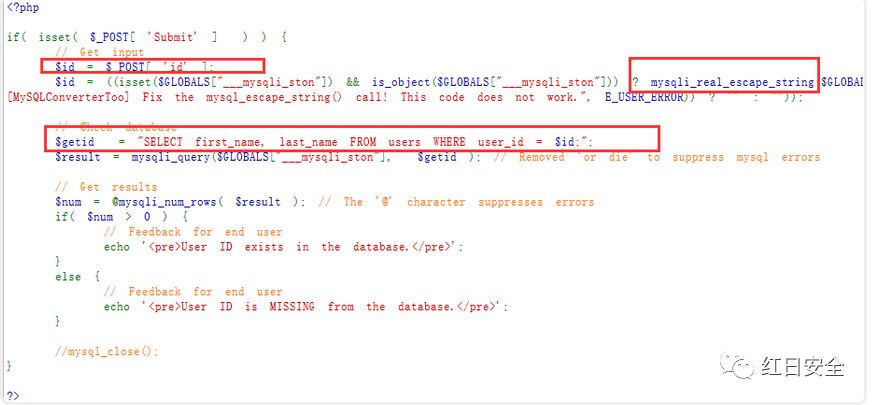 <?php
if( isset( $_POST[ 'Submit' ] ) ) {
// Get input
$id = $_POST[ 'id' ];
$id = ((isset($GLOBALS["___mysqli_ston"]) && is_object($GLOBALS["___mysqli_ston"])) ? mysqli_real_escape_string($GLOBAL
[MySQLConverterToo] Fix the mysql_escape_string() call! This code does not work.", E_USER_ERROR)) ? "" : ""));
// Check database
$getid = "SELECT first_name, last_name FROM users WHERE user_id = $id;";
$result = mysqli_query($GLOBALS["___mysqli_ston"], $getid ); // Removed 'or die' to suppress mysql errors
// Get results
$num = @mysqli_num_rows( $result ); // The '@' character suppresses errors
if( $num > 0 ) {
// Feedback for end user
echo '<pre>User ID exists in the database.</pre>';
}
else {
// Feedback for end user
echo '<pre>User ID is MISSING from the database.</pre>';
}
//mysql_close();
}
?>
红日安全